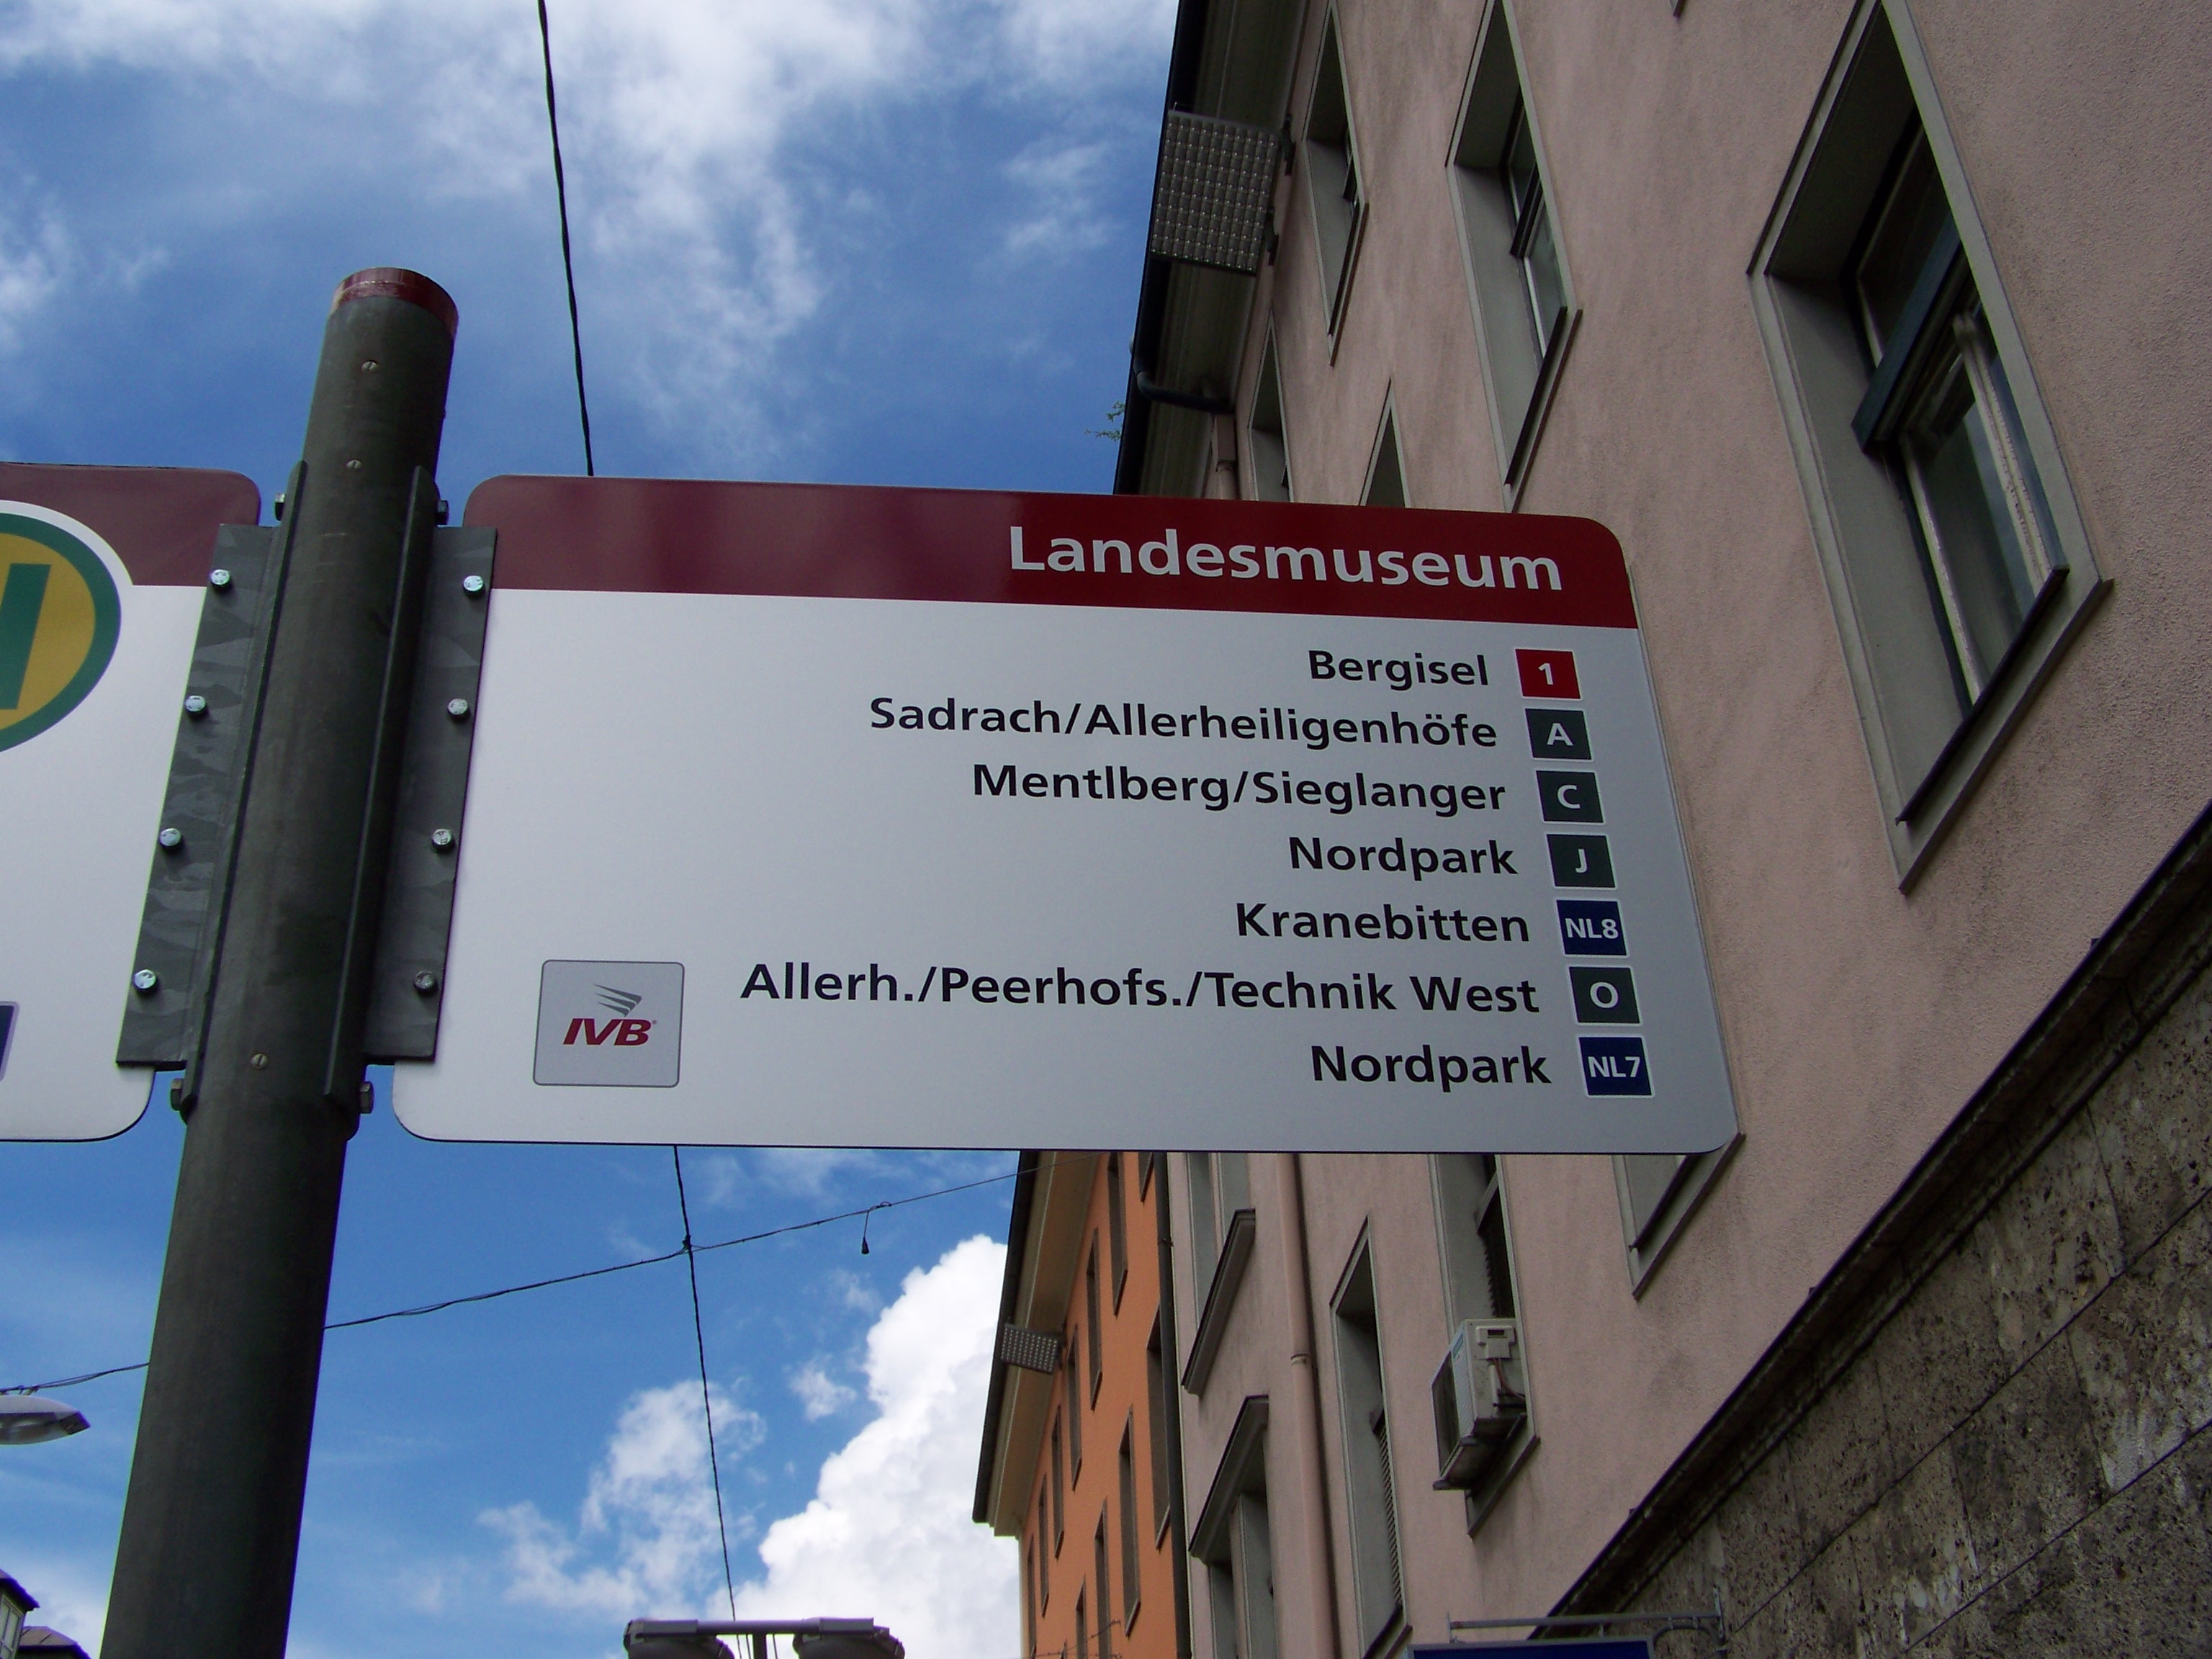 Landesmuseum
Bergisel 1
Sadrach/Allerheiligenhöfe A
Mentlberg/Sieglanger C
Nordpark J
Kranebitten NL8
Allerh./Peerhofs./Technik West O
Nordpark NL7
IVB